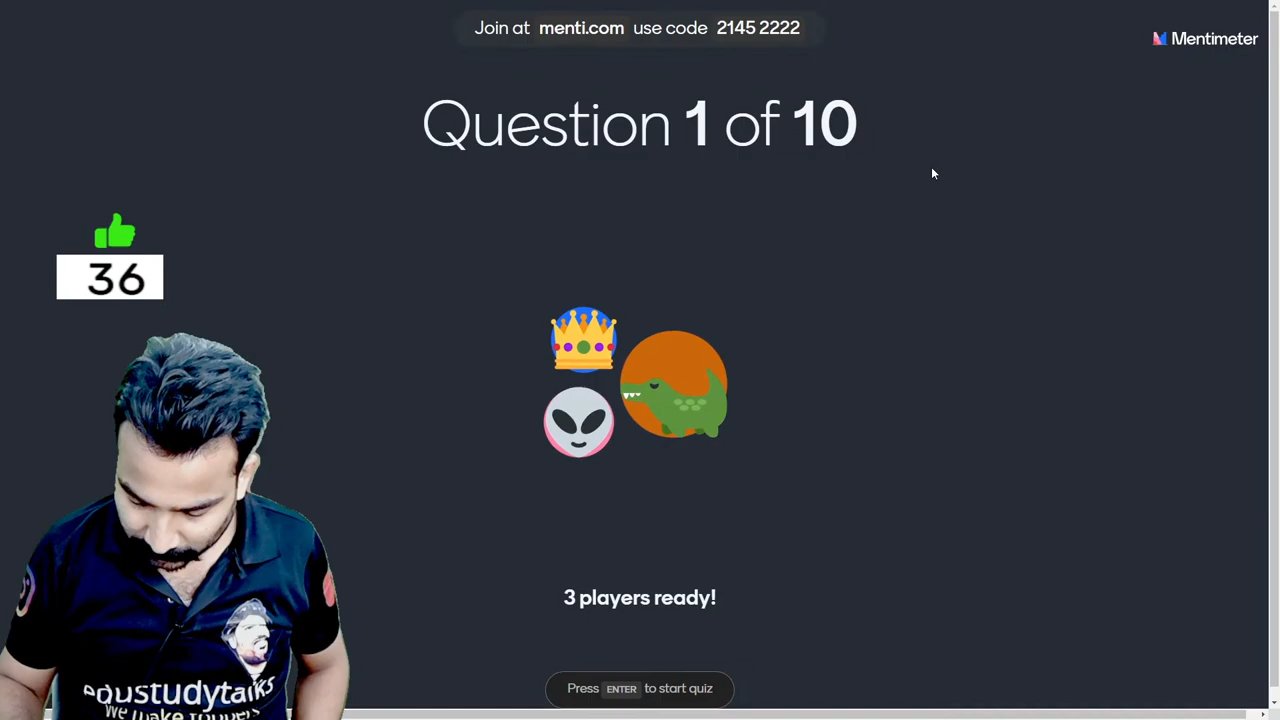 Join at menti.com use code 2145 2222
Mentimeter
Question 1 of 10
36
3 players ready!
Press ENTER to start quiz
edustudytalks
We make toppers